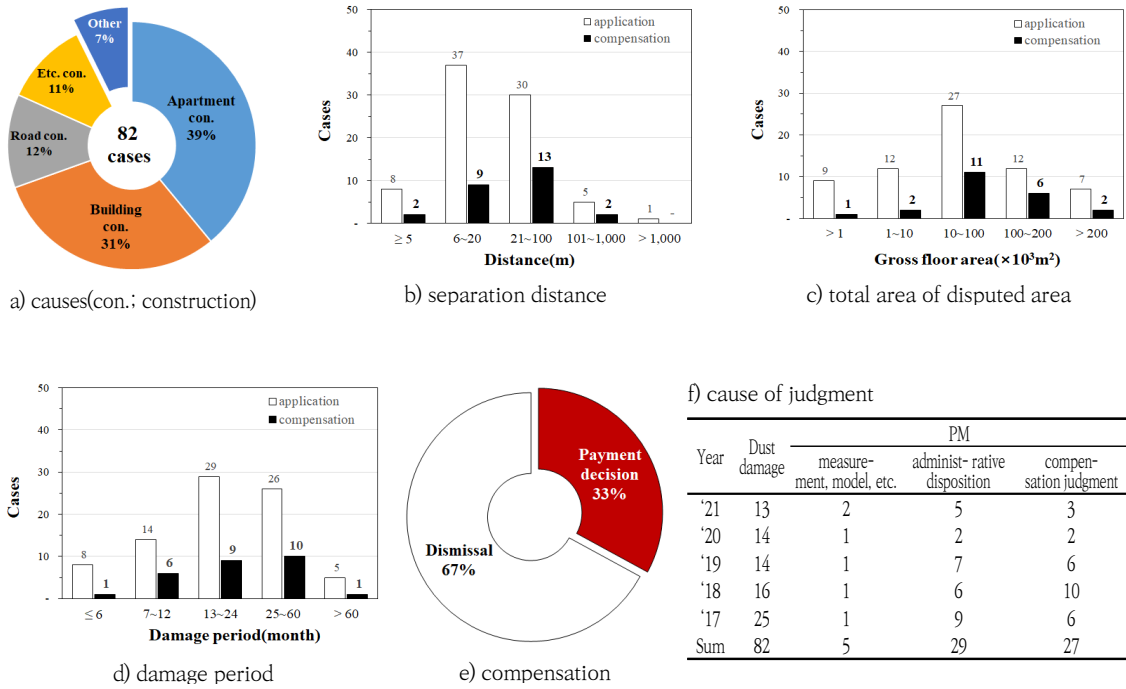 Other
7%
Etc. con.
11%
Road con.
12%
Apartment
con.
39%
82
cases
Building
con.
31%
a) causes(con.; construction)
Cases
50
40
30
20
10
-
application
compensation
8
2
37
9
30
13
5
2
1
-
≥ 5
6~20
21~100
101~1,000
> 1,000
Distance(m)
b) separation distance
Cases
50
40
30
20
10
-
application
compensation
9
1
12
2
27
11
12
6
7
2
> 1
1~10
10~100
100~200
> 200
Gross floor area(×10³m²)
c) total area of disputed area
Cases
50
40
30
20
10
-
application
compensation
8
1
14
6
29
9
26
10
5
1
≤ 6
7~12
13~24
25~60
> 60
Damage period(month)
d) damage period
Payment
decision
33%
Dismissal
67%
e) compensation
f) cause of judgment
Year
Dust
damage
PM
measure-
ment, model, etc.
administ- rative
disposition
compen-
sation judgment
‘21 13 2 5 3
‘20 14 1 2 2
‘19 14 1 7 6
‘18 16 1 6 10
‘17 25 1 9 6
Sum 82 5 29 27